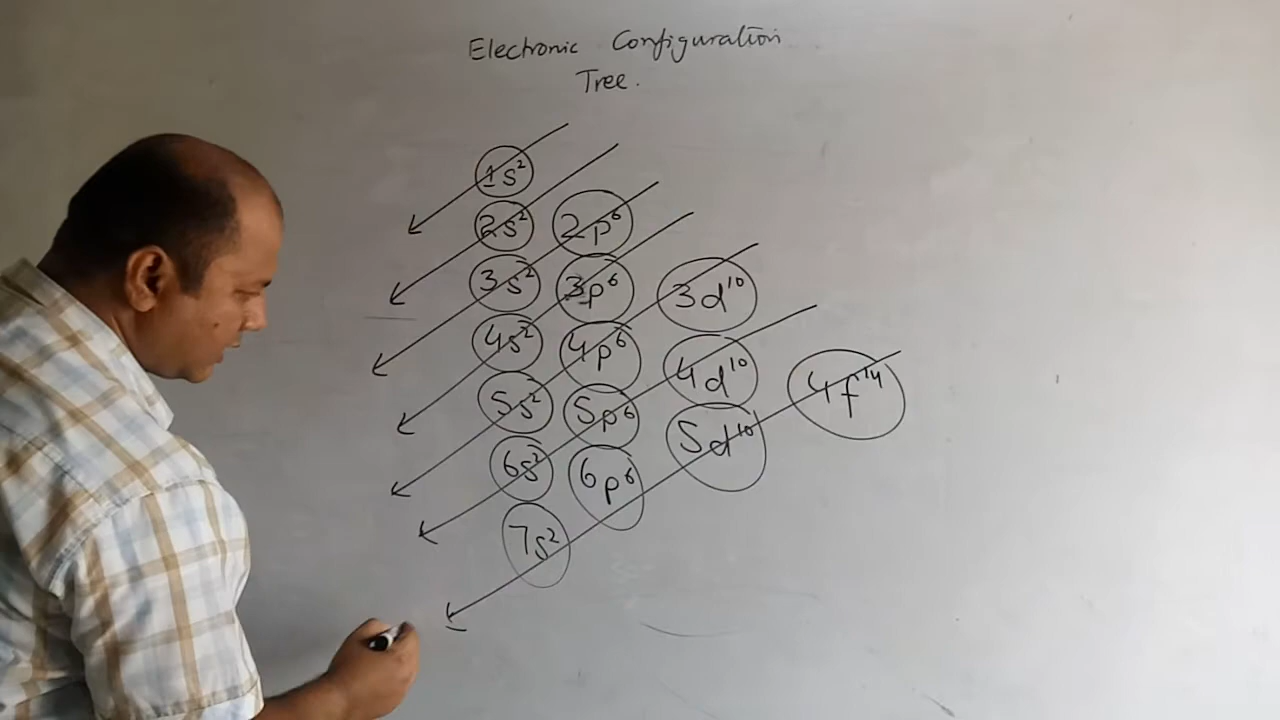 Electronic Configuration
Tree.
1s²
2s² 2p⁶
3s² 3p⁶ 3d¹⁰
4s² 4p⁶ 4d¹⁰ 4f¹⁴
5s² 5p⁶ 5d¹⁰
6s² 6p⁶
7s²